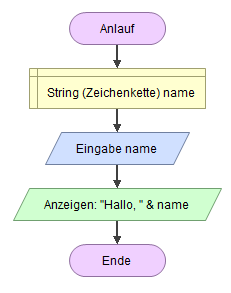 Anlauf
String (Zeichenkette) name
Eingabe name
Anzeigen: "Hallo, " & name
Ende